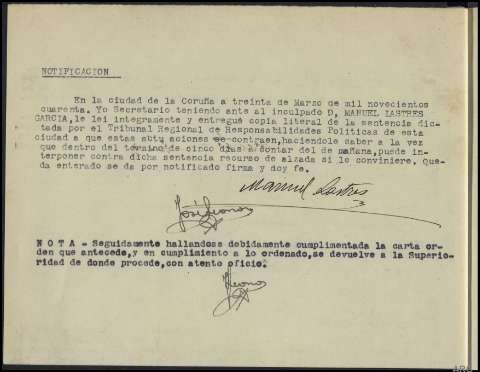 NOTIFICACION
En la ciudad de la Coruña a treinta de Marzo de mil novecientos
cuarenta. Yo Secretario teniendo ante al inculpado D, MANUEL LASTRES
GARCIA, le lei integramente y entregué copia literal de la sentencia dic-
tada por el Tribunal Regional de Responsabilidades Politicas de esta
ciudad a que estas actuaciones se contraen, haciendole saber a la vez
que dentro del termino de cinco dias a contar del de mañana, puede in-
terponer contra dicha sentencia recurso de alzada si lo conviniere, que-
da enterado se da por notificado firma y doy fe.
Manuel Lastres
N O T A - Seguidamente hallandose debidamente cumplimentada la carta or-
den que antecede, y en cumplimiento a lo ordenado, se devuelve a la Superio-
ridad de donde procede, con atento oficio.